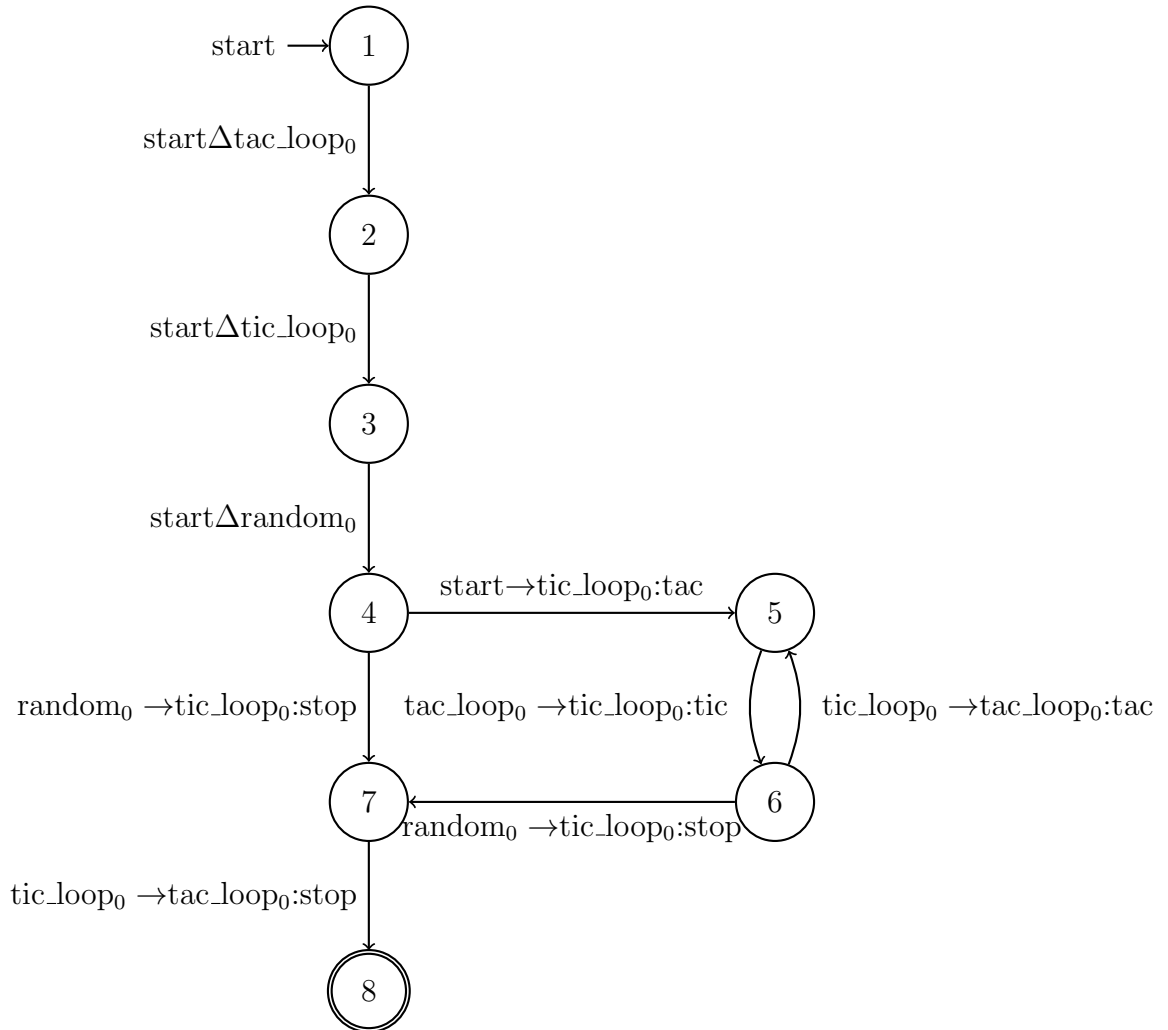 start
1
startΔtac_loop₀
2
startΔtic_loop₀
3
startΔrandom₀
start→tic_loop₀:tac
4
5
random₀ →tic_loop₀:stop
tac_loop₀ →tic_loop₀:tic
tic_loop₀ →tac_loop₀:tac
7
6
random₀ →tic_loop₀:stop
tic_loop₀ →tac_loop₀:stop
8